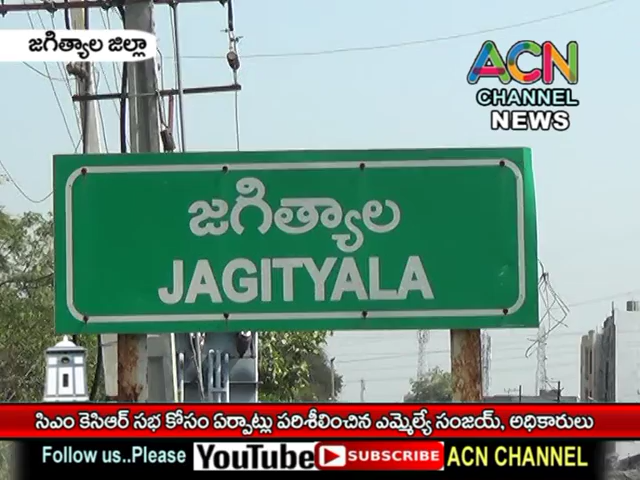 జగిత్యాల జిల్లా
ACN
CHANNEL
NEWS
జగిత్యాల
JAGITYALA
సిఎం కెసిఆర్ సభ కోసం ఏర్పాట్లు పరిశీలించిన ఎమ్మెల్యే సంజయ్, అధికారులు
Follow us..Please YouTube SUBSCRIBE ACN CHANNEL